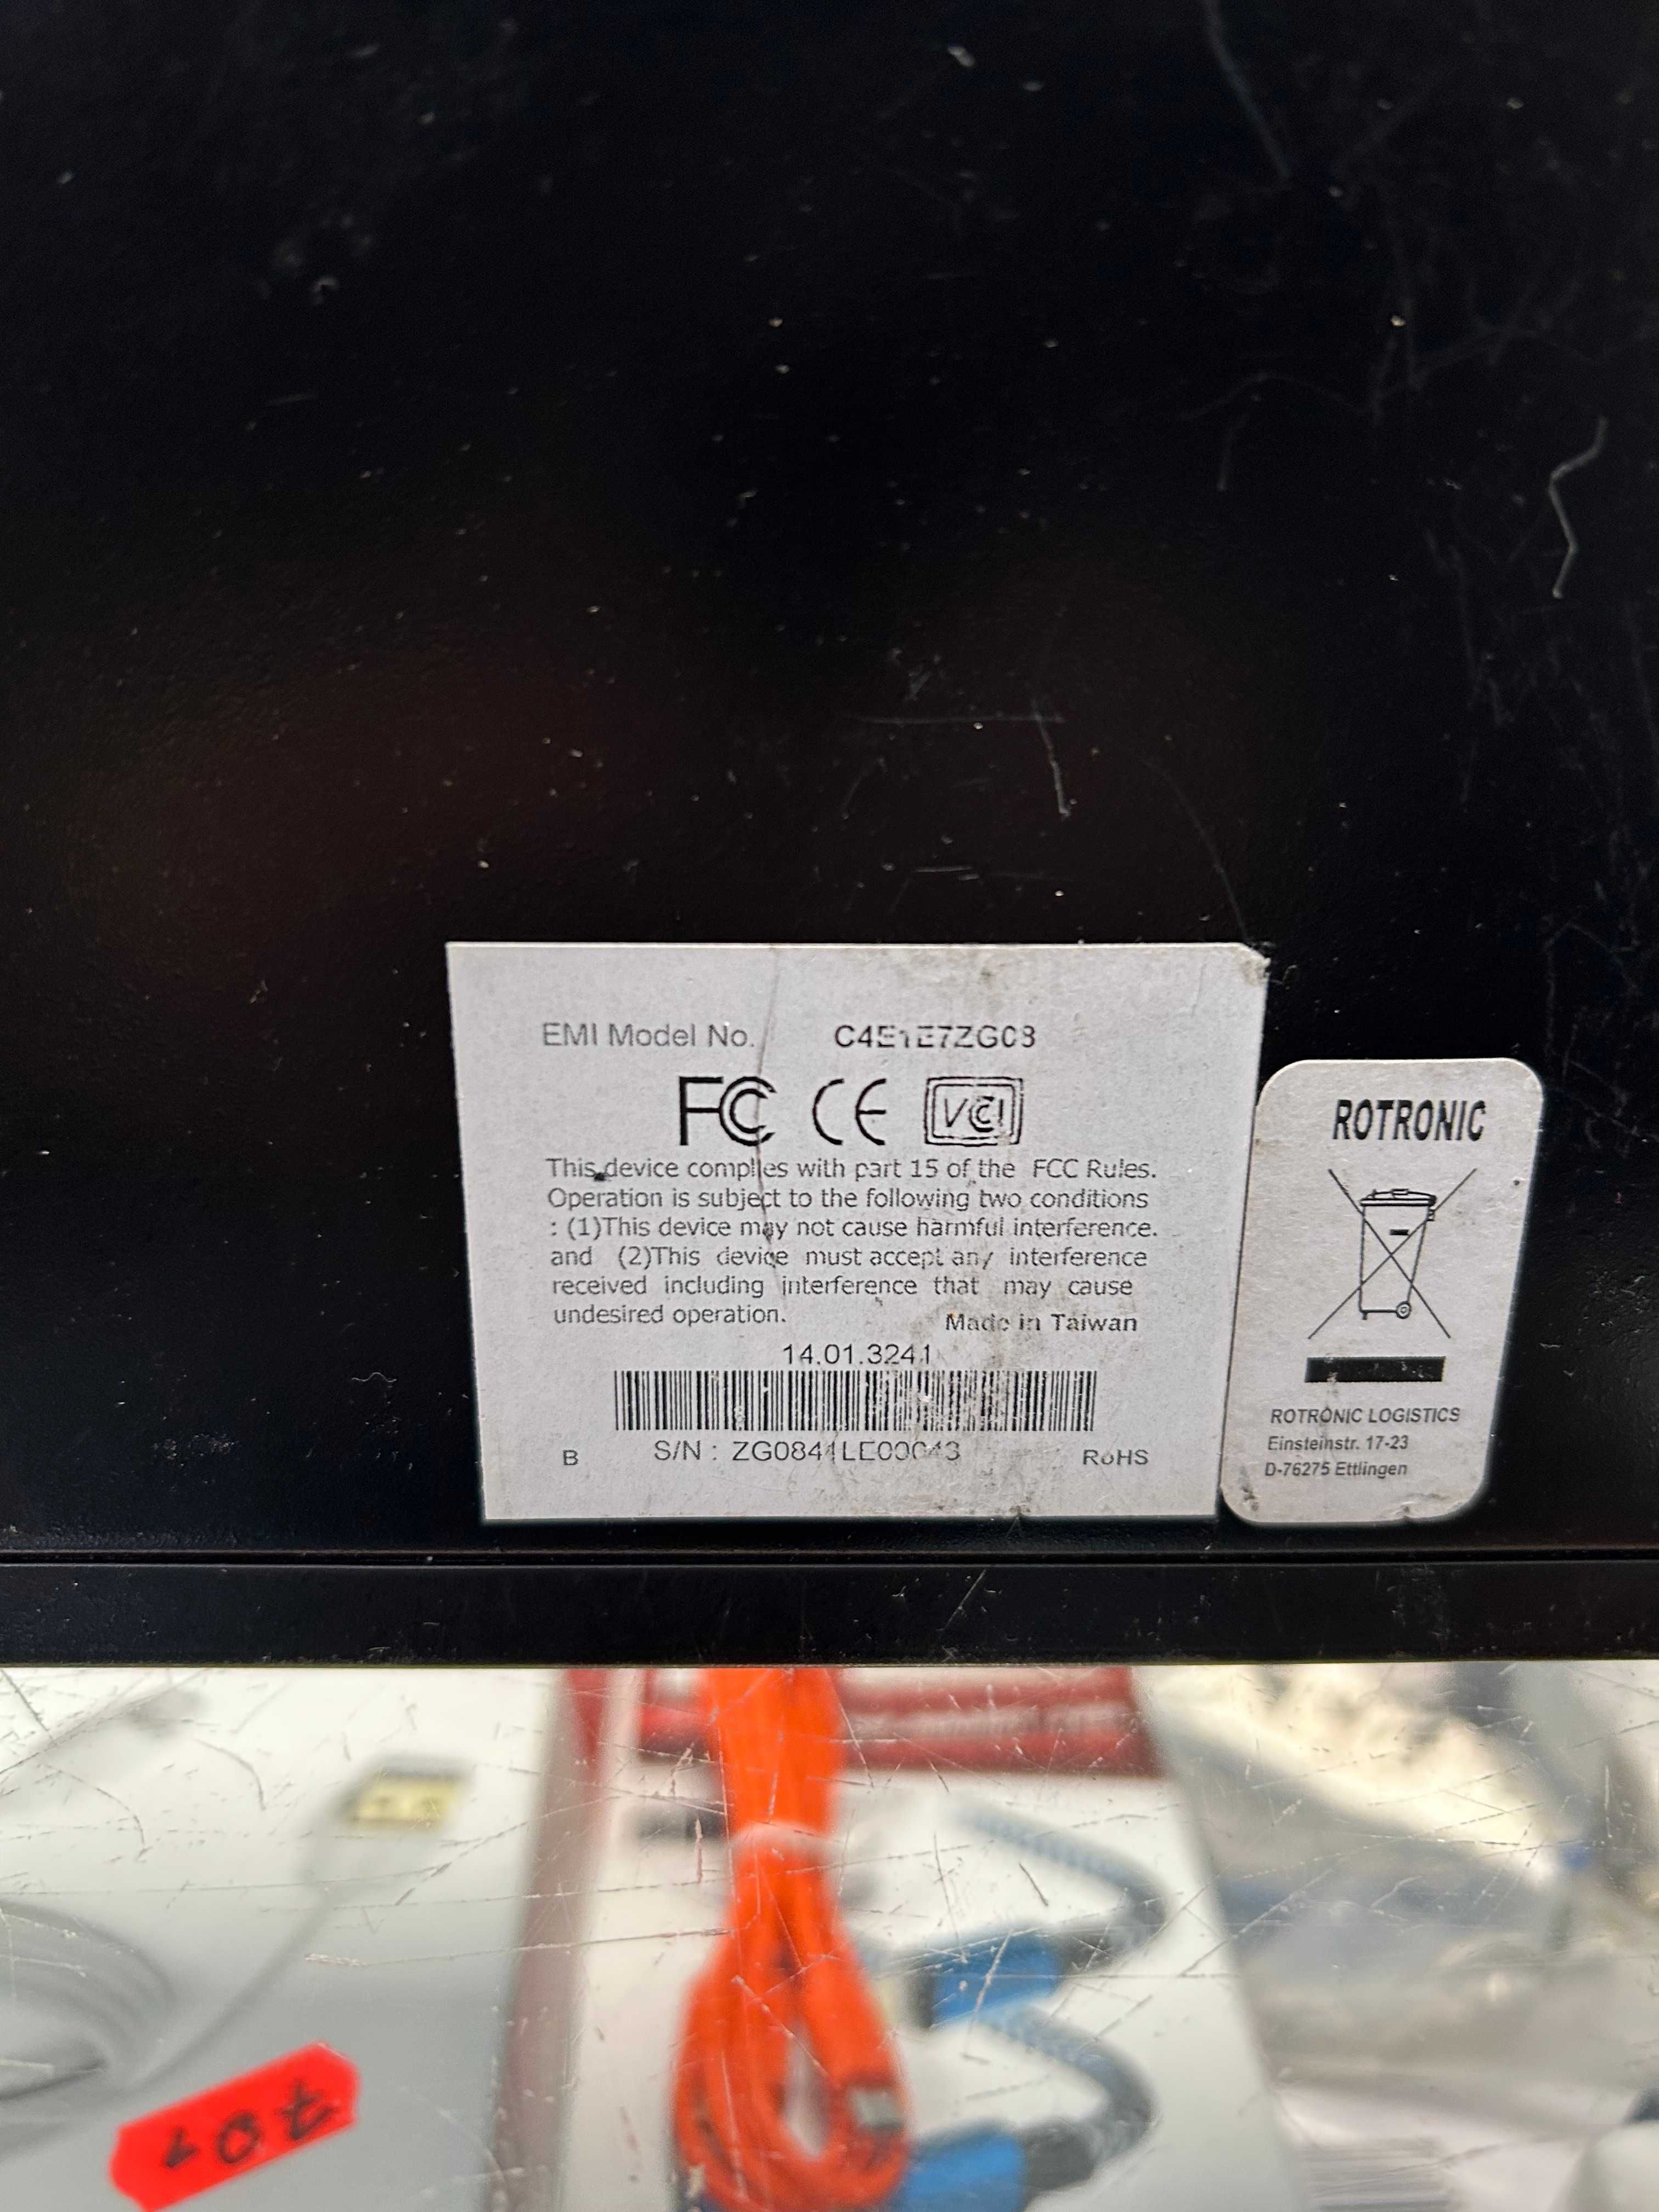 EMI Model No. C4E1E7ZG08
FC CE VCI
This device complies with part 15 of the FCC Rules.
Operation is subject to the following two conditions
: (1)This device may not cause harmful interference.
and (2)This device must accept any interference
received including interference that may cause
undesired operation.
Made in Taiwan
14.01.3241
S/N : ZG0841LE00043
B
RoHS
ROTRONIC
ROTRONIC LOGISTICS
Einsteinstr. 17-23
D-76275 Ettlingen